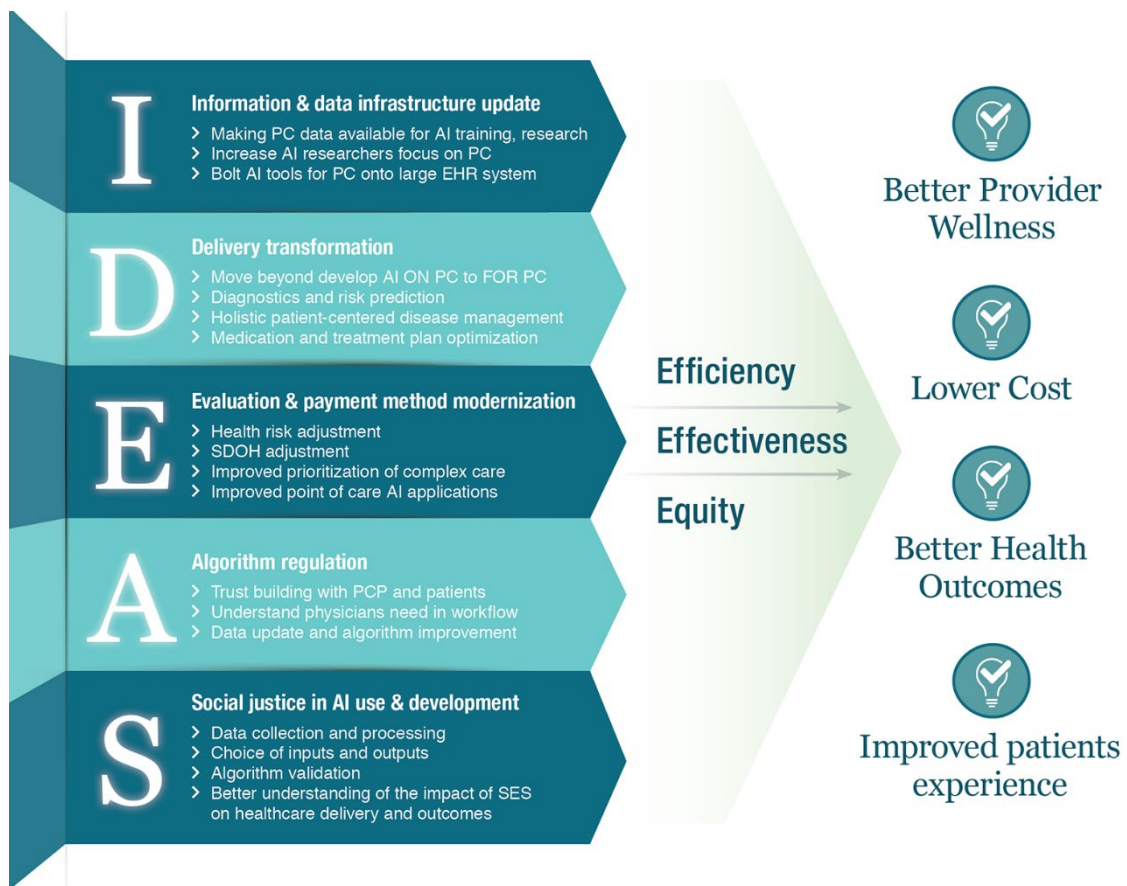 I
Information & data infrastructure update
> Making PC data available for AI training, research
> Increase AI researchers focus on PC
> Bolt AI tools for PC onto large EHR system
D
Delivery transformation
> Move beyond develop AI ON PC to FOR PC
> Diagnostics and risk prediction
> Holistic patient-centered disease management
> Medication and treatment plan optimization
E
Evaluation & payment method modernization
> Health risk adjustment
> SDOH adjustment
> Improved prioritization of complex care
> Improved point of care AI applications
A
Algorithm regulation
> Trust building with PCP and patients
> Understand physicians need in workflow
> Data update and algorithm improvement
S
Social justice in AI use & development
> Data collection and processing
> Choice of inputs and outputs
> Algorithm validation
> Better understanding of the impact of SES
on healthcare delivery and outcomes
Efficiency
Effectiveness
Equity
Better Provider
Wellness
Lower Cost
Better Health
Outcomes
Improved patients
experience